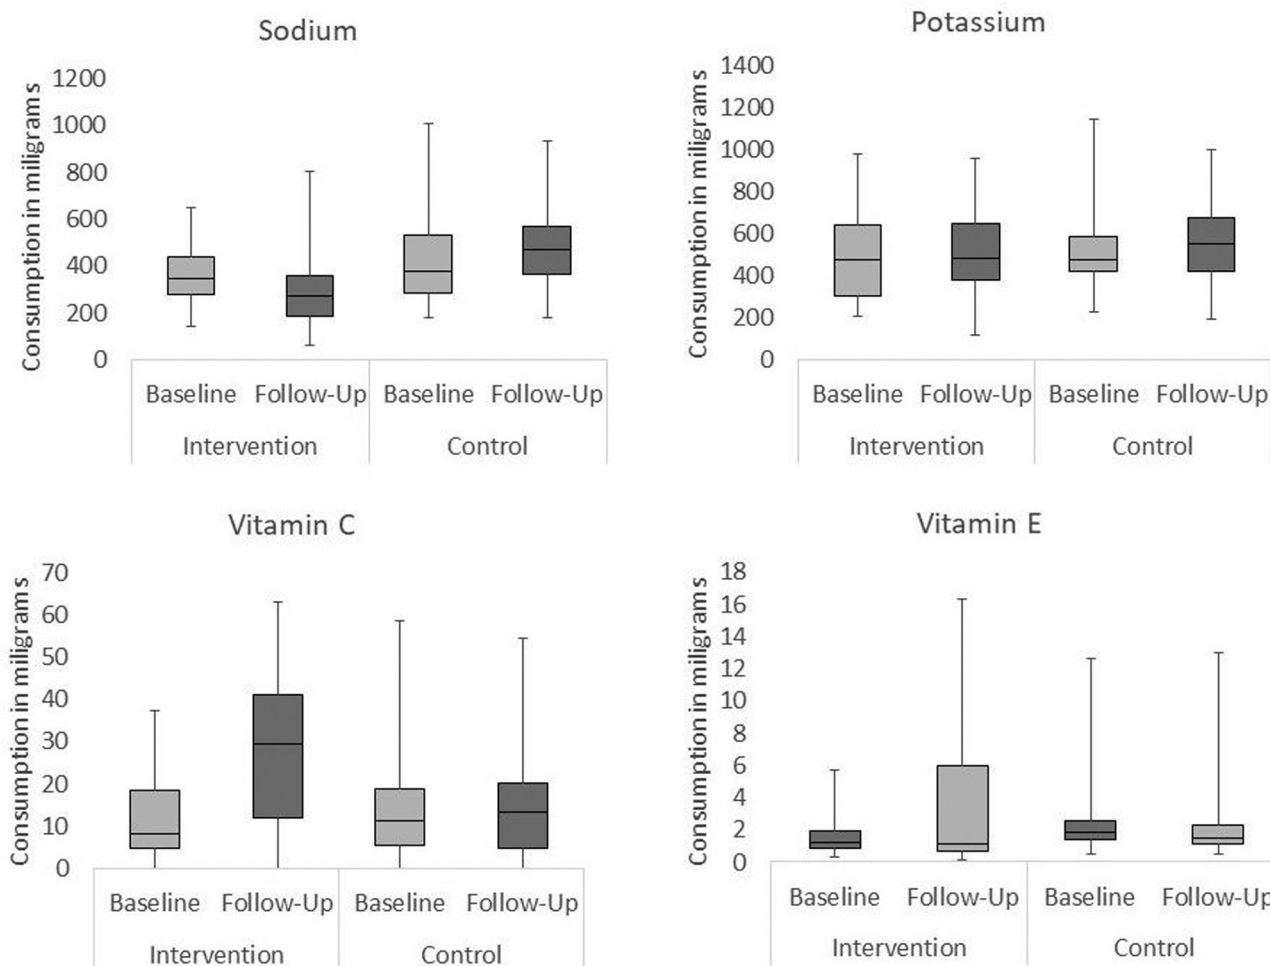 Sodium
Consumption in miligrams
1200
1000
800
600
400
200
0
Baseline Follow-Up Baseline Follow-Up
Intervention Control
Potassium
Consumption in miligrams
1400
1200
1000
800
600
400
200
0
Baseline Follow-Up Baseline Follow-Up
Intervention Control
Vitamin C
Consumption in miligrams
70
60
50
40
30
20
10
0
Baseline Follow-Up Baseline Follow-Up
Intervention Control
Vitamin E
Consumption in miligrams
18
16
14
12
10
8
6
4
2
0
Baseline Follow-Up Baseline Follow-Up
Intervention Control